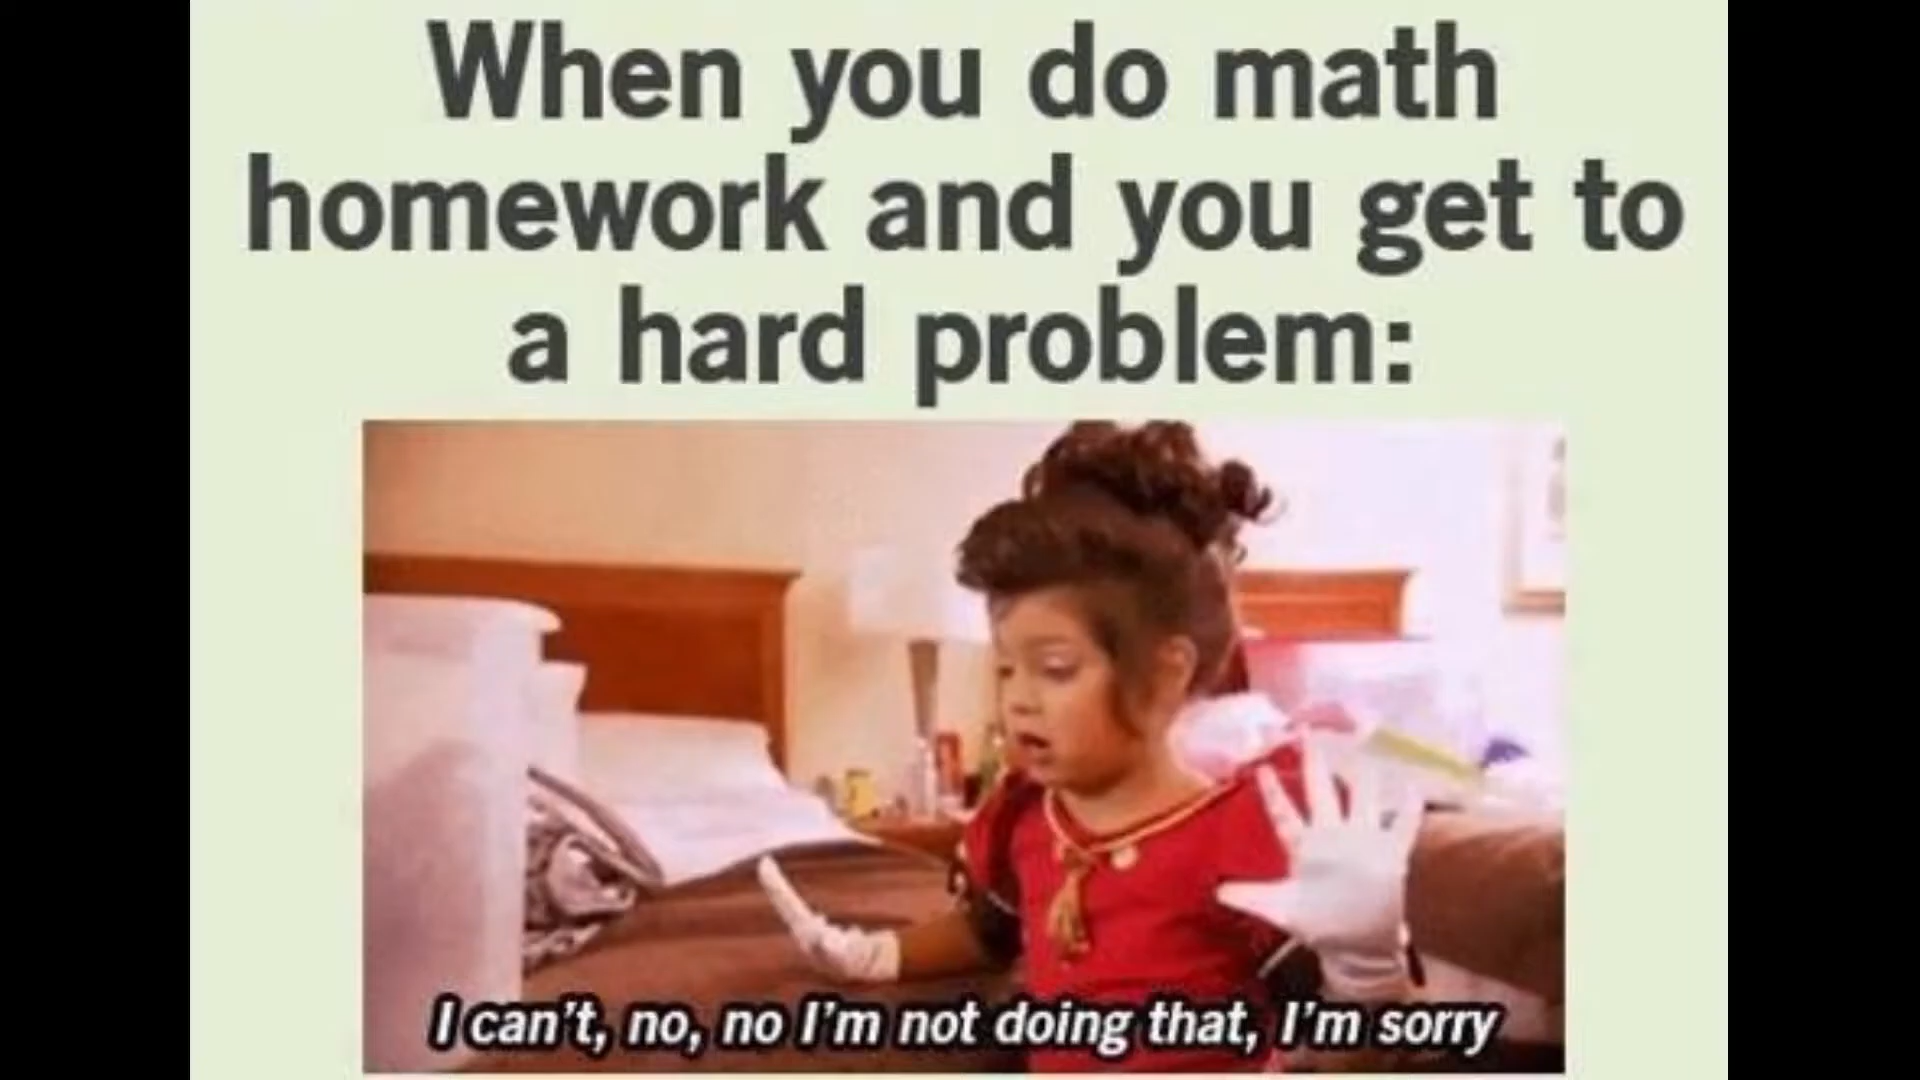 When you do math
homework and you get to
a hard problem:
I can't, no, no I'm not doing that, I'm sorry